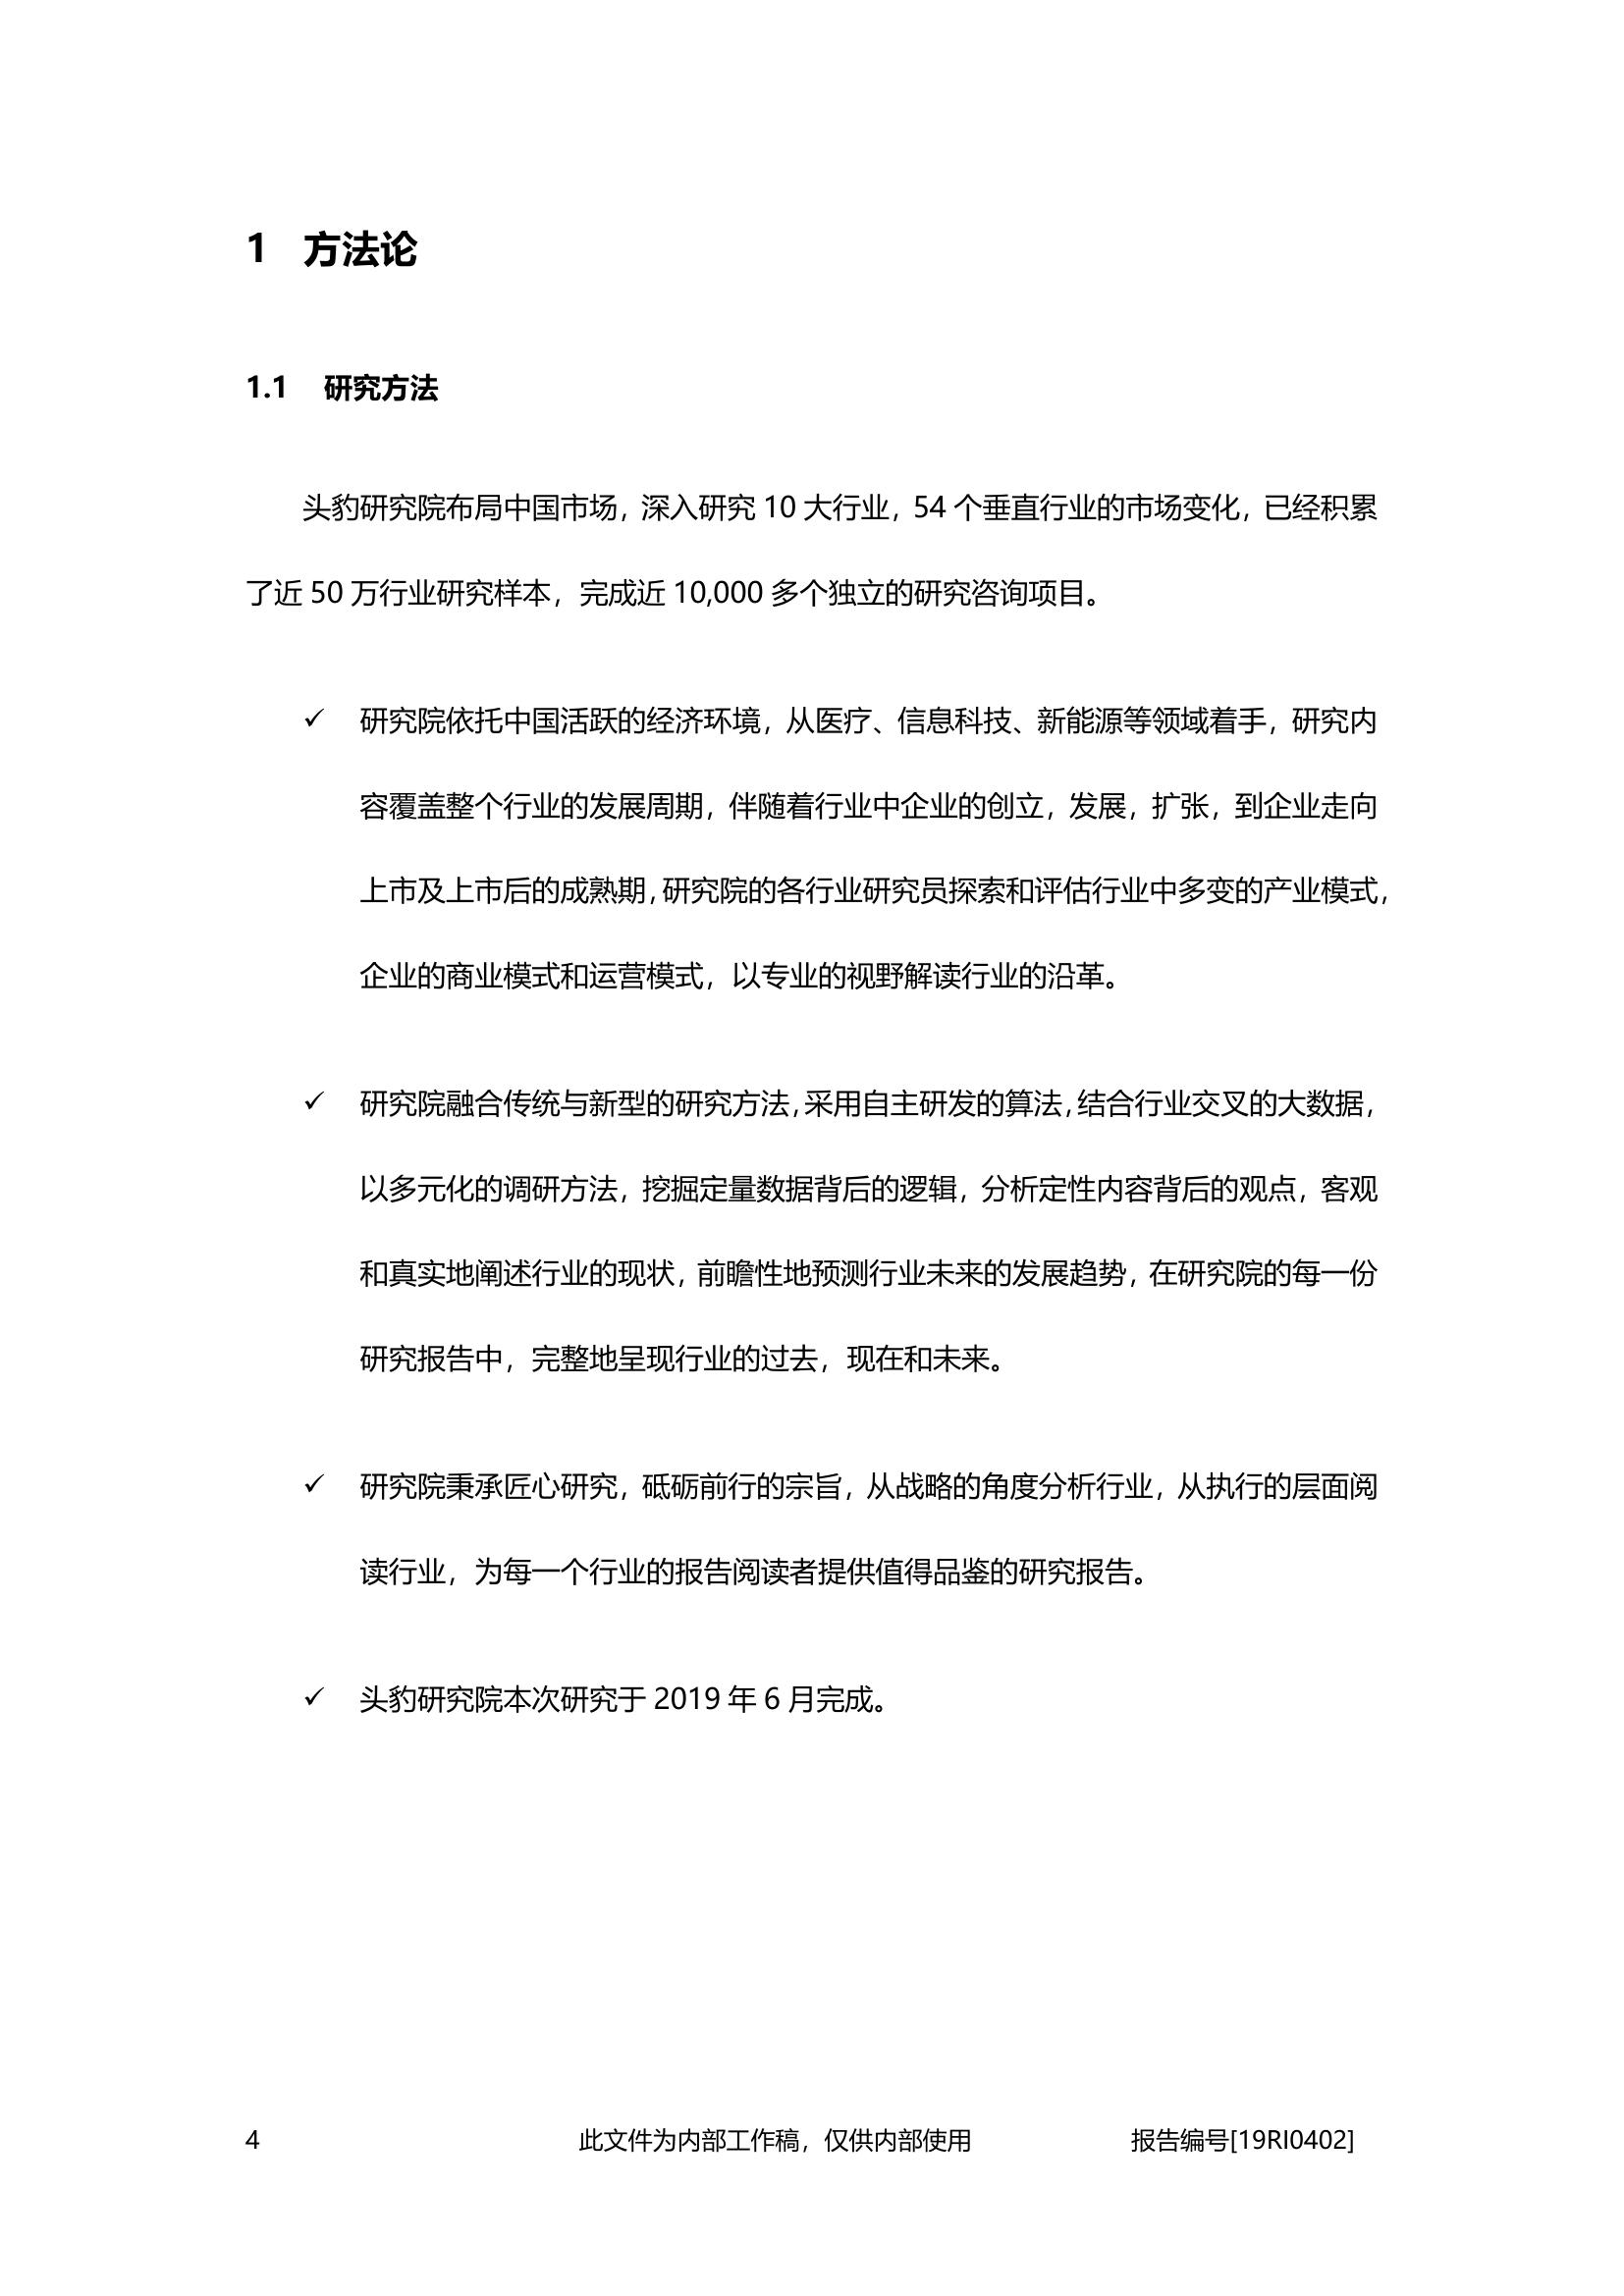 1 方法论
1.1 研究方法
头豹研究院布局中国市场，深入研究 10 大行业，54 个垂直行业的市场变化，已经积累
了近 50 万行业研究样本，完成近 10,000 多个独立的研究咨询项目。
✓ 研究院依托中国活跃的经济环境，从医疗、信息科技、新能源等领域着手，研究内
容覆盖整个行业的发展周期，伴随着行业中企业的创立，发展，扩张，到企业走向
上市及上市后的成熟期，研究院的各行业研究员探索和评估行业中多变的产业模式，
企业的商业模式和运营模式，以专业的视野解读行业的沿革。
✓ 研究院融合传统与新型的研究方法，采用自主研发的算法，结合行业交叉的大数据，
以多元化的调研方法，挖掘定量数据背后的逻辑，分析定性内容背后的观点，客观
和真实地阐述行业的现状，前瞻性地预测行业未来的发展趋势，在研究院的每一份
研究报告中，完整地呈现行业的过去，现在和未来。
✓ 研究院秉承匠心研究，砥砺前行的宗旨，从战略的角度分析行业，从执行的层面阅
读行业，为每一个行业的报告阅读者提供值得品鉴的研究报告。
✓ 头豹研究院本次研究于 2019 年 6 月完成。
4 此文件为内部工作稿，仅供内部使用 报告编号[19RI0402]